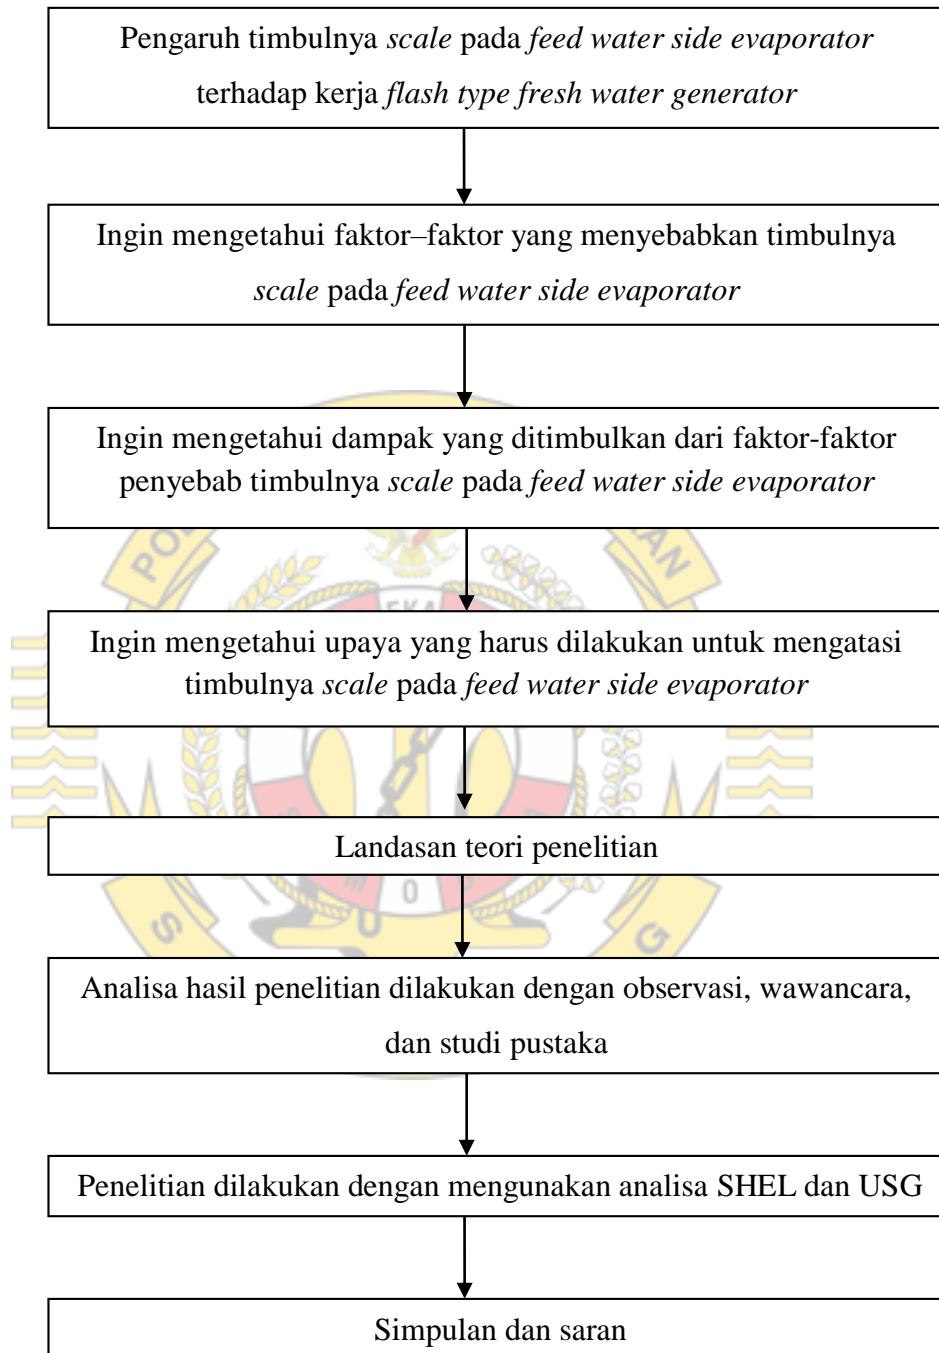 Pengaruh timbulnya scale pada feed water side evaporator
terhadap kerja flash type fresh water generator
Ingin mengetahui faktor–faktor yang menyebabkan timbulnya
scale pada feed water side evaporator
Ingin mengetahui dampak yang ditimbulkan dari faktor-faktor
penyebab timbulnya scale pada feed water side evaporator
Ingin mengetahui upaya yang harus dilakukan untuk mengatasi
timbulnya scale pada feed water side evaporator
Landasan teori penelitian
Analisa hasil penelitian dilakukan dengan observasi, wawancara,
dan studi pustaka
Penelitian dilakukan dengan mengunakan analisa SHEL dan USG
Simpulan dan saran